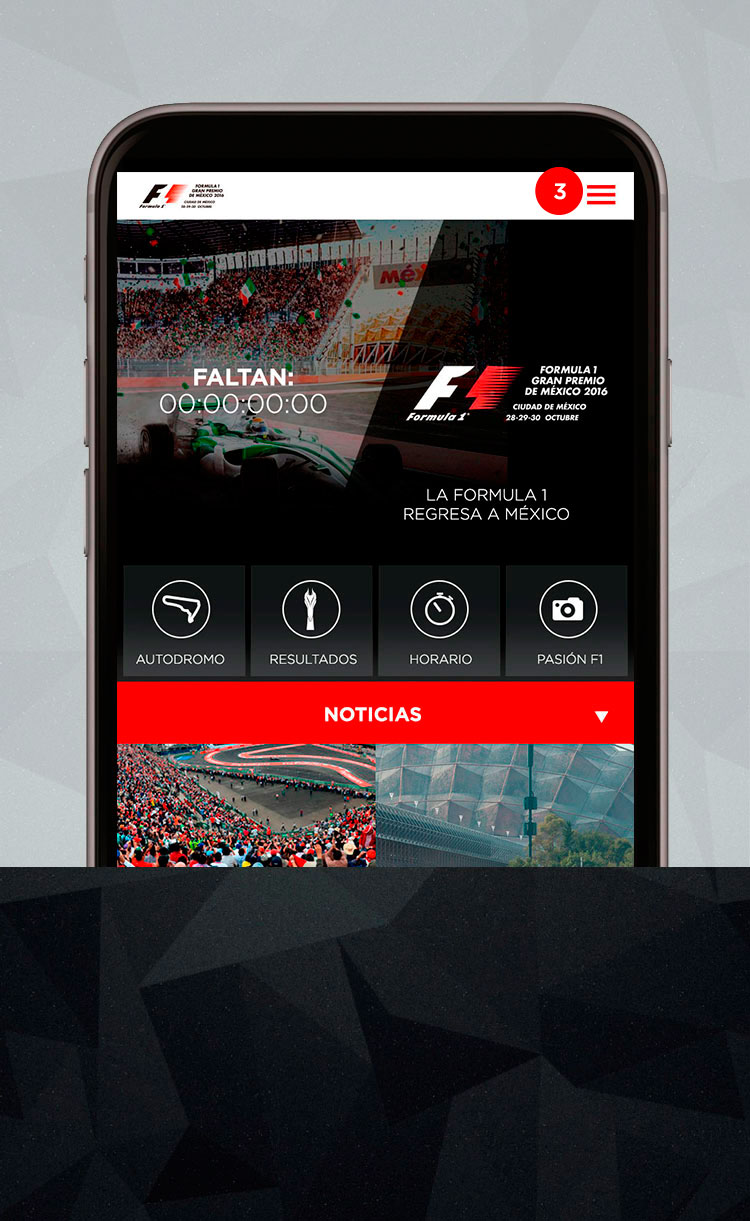 F1
Formula 1
FORMULA 1
GRAN PREMIO
DE MÉXICO 2016
CIUDAD DE MÉXICO
28-29-30 OCTUBRE
3
MÉXICO
FALTAN:
00:00:00:00
F1
Formula 1
FORMULA 1
GRAN PREMIO
DE MÉXICO 2016
CIUDAD DE MÉXICO
28-29-30 OCTUBRE
LA FORMULA 1
REGRESA A MÉXICO
AUTODROMO
RESULTADOS
HORARIO
PASIÓN F1
NOTICIAS